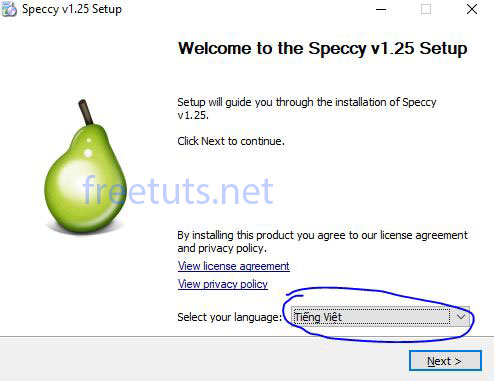 Speccy v1.25 Setup
Welcome to the Speccy v1.25 Setup
Setup will guide you through the installation of Speccy
v1.25.
Click Next to continue.
freetuts.net
By installing this product you agree to our license agreement
and privacy policy.
View license agreement
View privacy policy
Select your language: Tiếng Việt
Next >